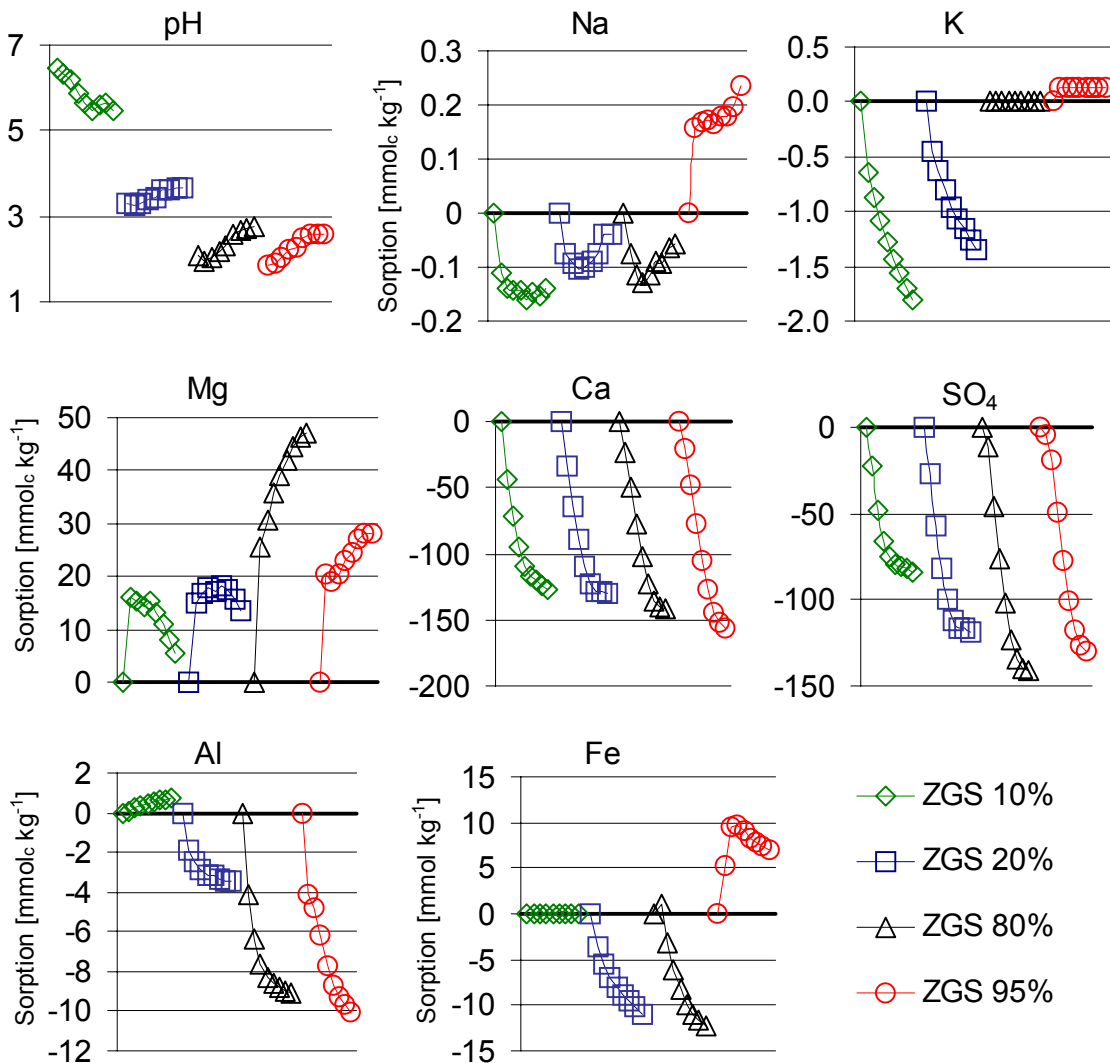 pH
7
5
3
1
Na
Sorption [mmolc kg-1]
0.3
0.2
0.1
0
-0.1
-0.2
K
0.5
0.0
-0.5
-1.0
-1.5
-2.0
Mg
Sorption [mmolc kg-1]
50
40
30
20
10
0
Ca
0
-50
-100
-150
-200
SO4
0
-50
-100
-150
Al
Sorption [mmolc kg-1]
2
0
-2
-4
-6
-8
-10
-12
Fe
Sorption [mmol kg-1]
15
10
5
0
-5
-10
-15
ZGS 10%
ZGS 20%
ZGS 80%
ZGS 95%